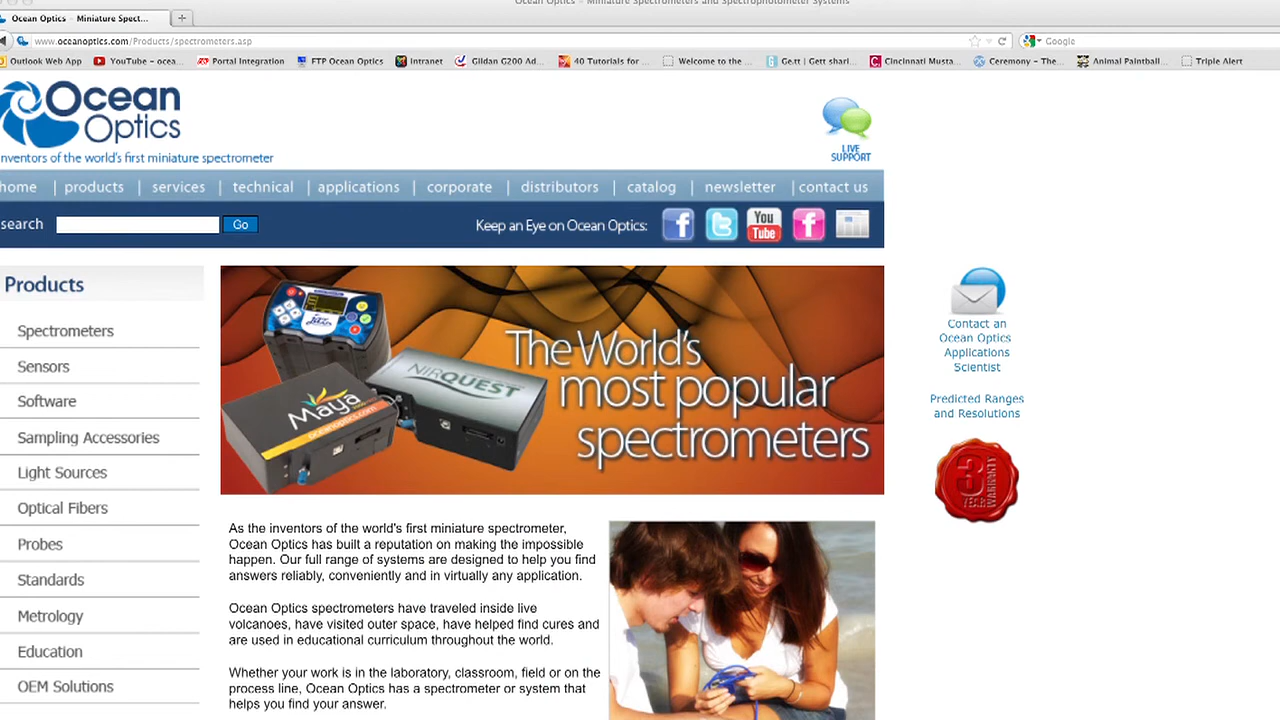 Ocean Optics - Miniature Spectrometers and Spectrophotometer Systems
Ocean Optics - Miniature Spect...
www.oceanoptics.com/Products/spectrometers.asp
Google
Outlook Web App
YouTube - ocea...
Portal Integration
FTP Ocean Optics
Intranet
Gildan G200 Ad...
40 Tutorials for ...
Welcome to the...
Ge.tt | Gett shari...
Cincinnati Musta...
Ceremony - The...
Animal Paintball...
Triple Alert
Ocean
Optics
nventors of the world's first miniature spectrometer
LIVE
SUPPORT
home | products | services | technical | applications | corporate | distributors | catalog | newsletter | contact us
search
Go
Keep an Eye on Ocean Optics:
You
Tube
Products
Spectrometers
Sensors
Software
Sampling Accessories
Light Sources
Optical Fibers
Probes
Standards
Metrology
Education
OEM Solutions
NIRQUEST
Maya
The World's
most popular
spectrometers
As the inventors of the world's first miniature spectrometer,
Ocean Optics has built a reputation on making the impossible
happen. Our full range of systems are designed to help you find
answers reliably, conveniently and in virtually any application.
Ocean Optics spectrometers have traveled inside live
volcanoes, have visited outer space, have helped find cures and
are used in educational curriculum throughout the world.
Whether your work is in the laboratory, classroom, field or on the
process line, Ocean Optics has a spectrometer or system that
helps you find your answer.
Contact an
Ocean Optics
Applications
Scientist
Predicted Ranges
and Resolutions
3
YEAR
WARRANTY